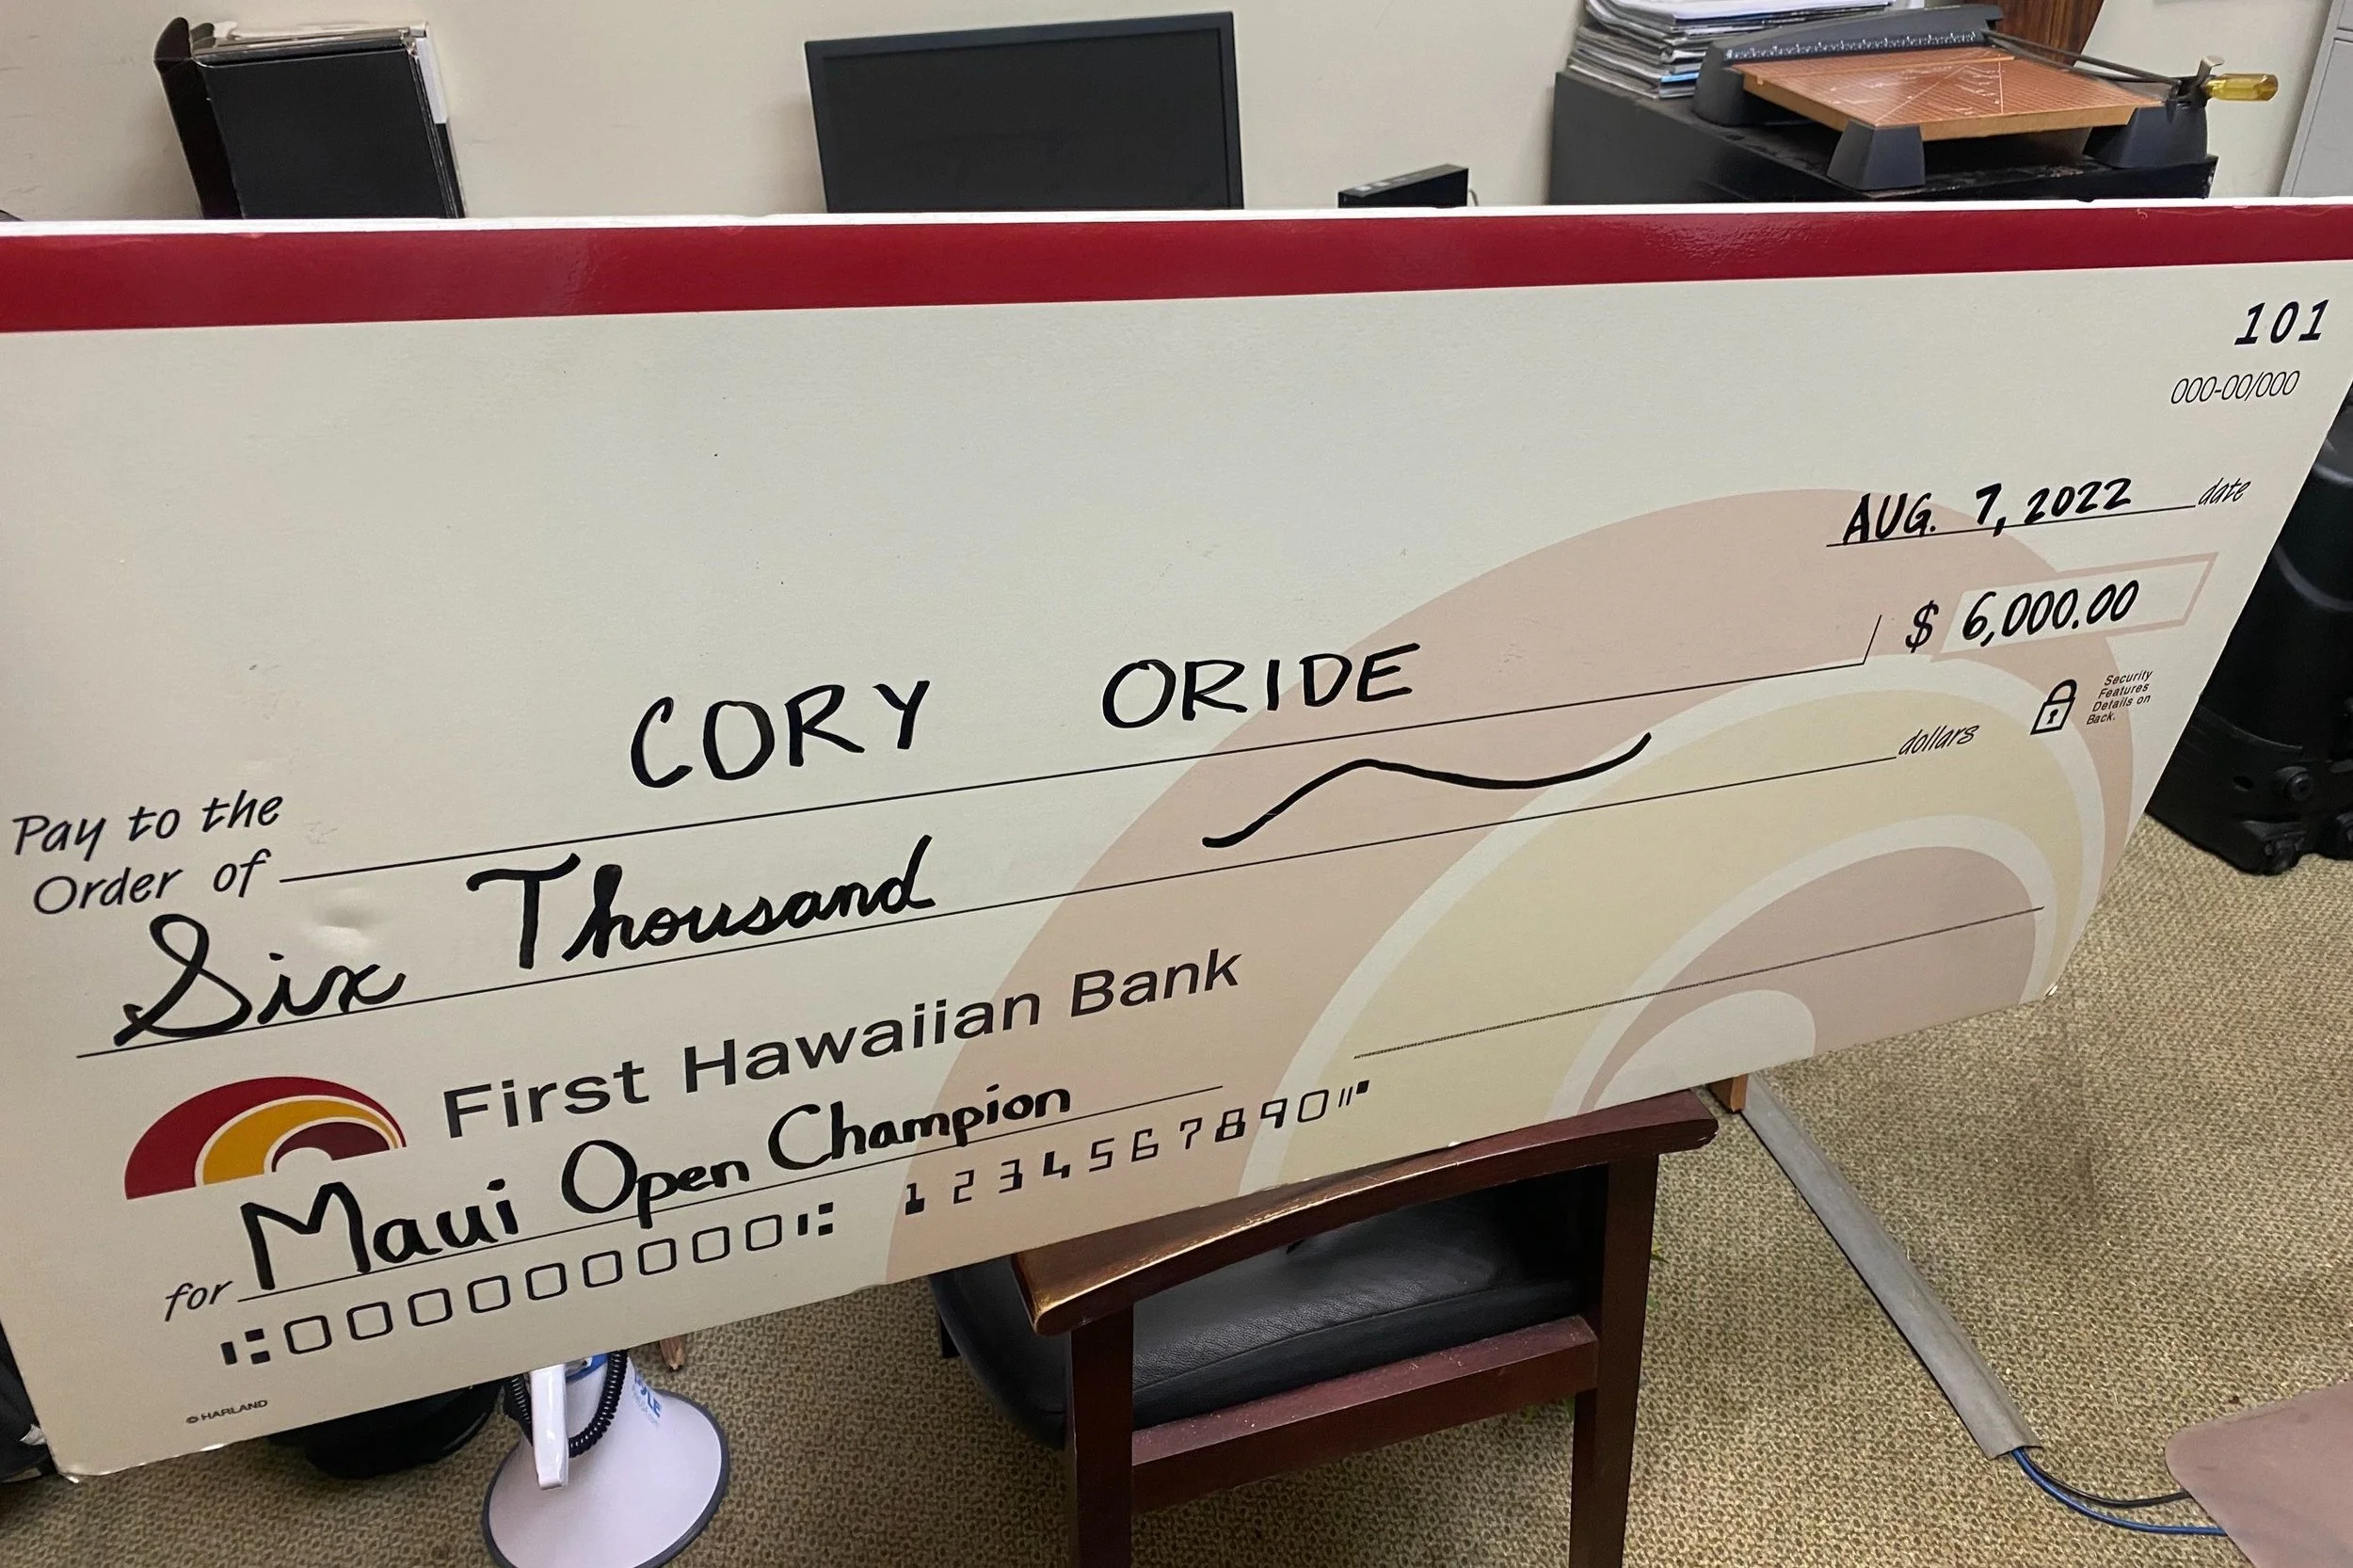 101
000-00/000
AUG. 7, 2022 date
Pay to the
Order of CORY ORIDE $ 6,000.00
Security
Features
Details on
Back.
Six Thousand dollars
First Hawaiian Bank
for Maui Open Champion
⑆000000000⑆ 1234567890⑈
© HARLAND